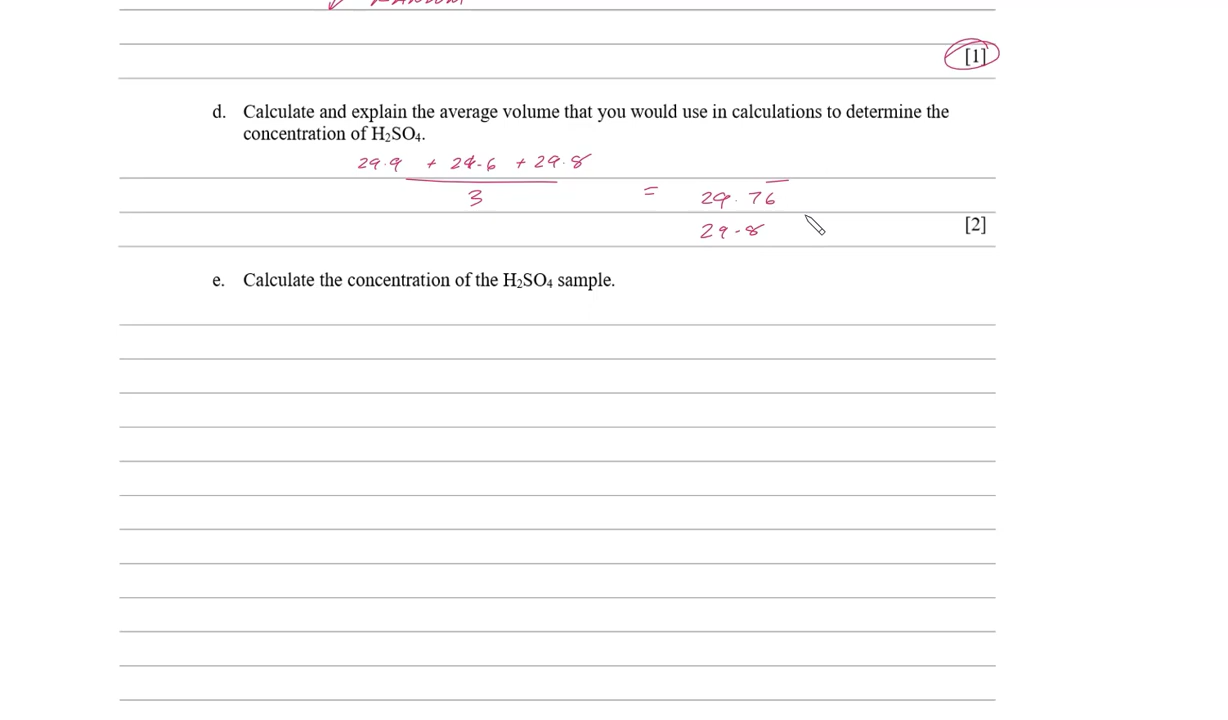 [1]
d. Calculate and explain the average volume that you would use in calculations to determine the
concentration of H₂SO₄.
29.9 + 29.6 + 29.8
3
= 29.76
29.8
[2]
e. Calculate the concentration of the H₂SO₄ sample.